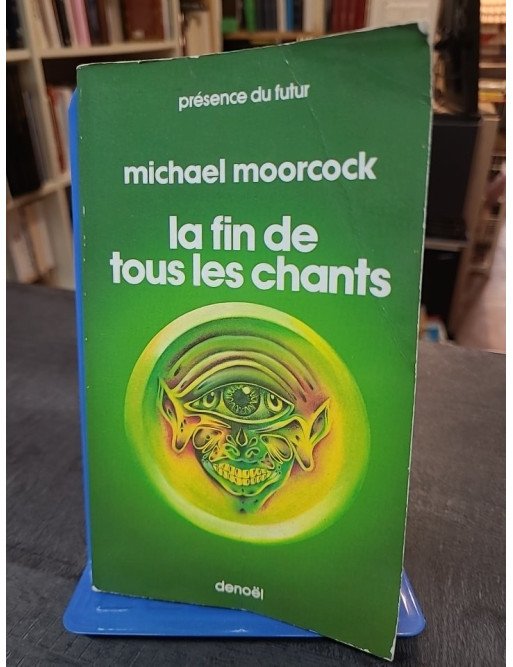 présence du futur
michael moorcock
la fin de
tous les chants
denoël